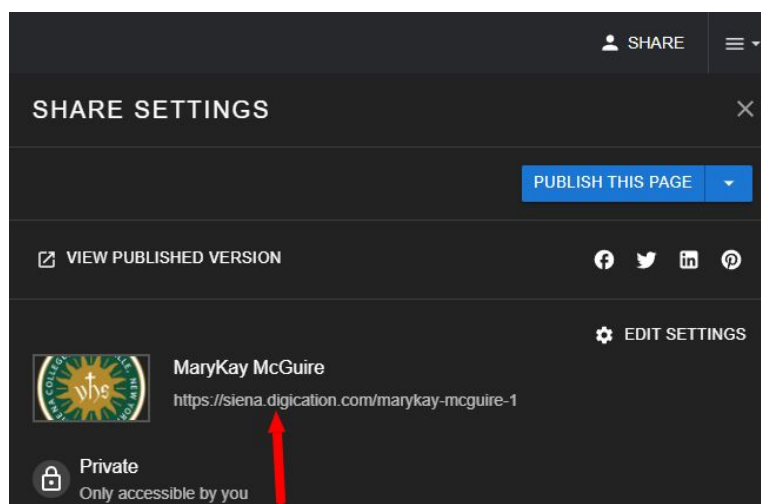 SHARE
SHARE SETTINGS
PUBLISH THIS PAGE
VIEW PUBLISHED VERSION
EDIT SETTINGS
MaryKay McGuire
https://siena.digication.com/marykay-mcguire-1
Private
Only accessible by you